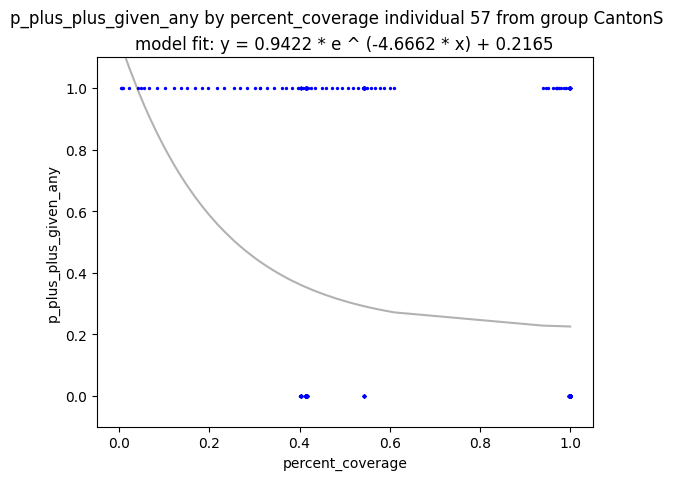 p_plus_plus_given_any by percent_coverage individual 57 from group CantonS
model fit: y = 0.9422 * e ^ (-4.6662 * x) + 0.2165
1.0
0.8
0.6
0.4
0.2
0.0
p_plus_plus_given_any
0.0 0.2 0.4 0.6 0.8 1.0
percent_coverage